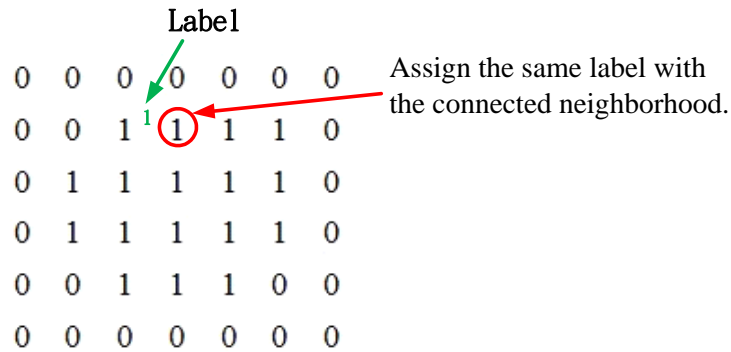 Label
0 0 0 0 0 0 0
Assign the same label with
the connected neighborhood.
0 0 1 1 1 1 1 0
0 1 1 1 1 1 0
0 1 1 1 1 1 0
0 0 1 1 1 0 0
0 0 0 0 0 0 0